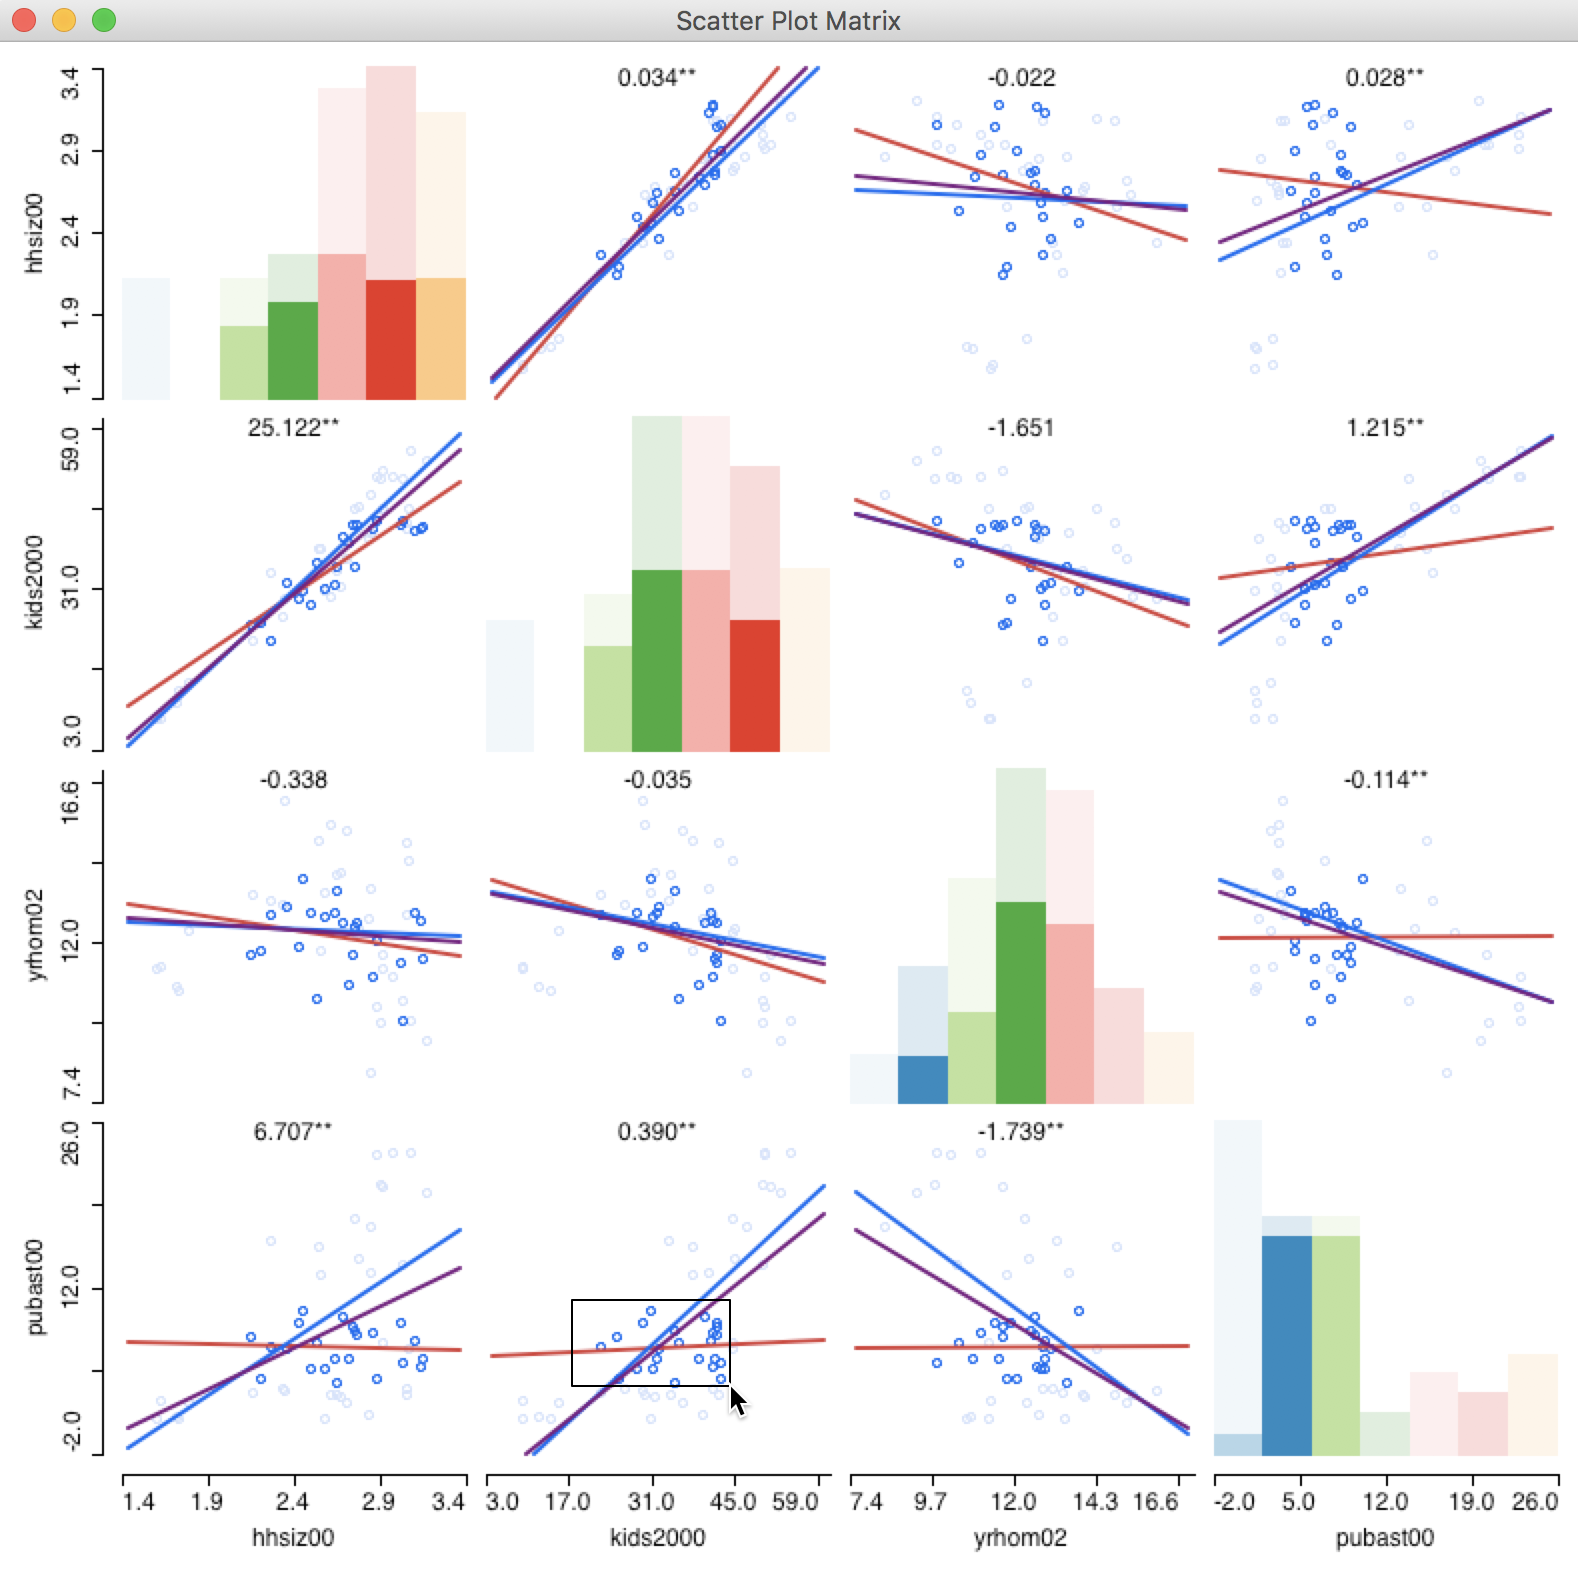 Scatter Plot Matrix
0.034** -0.022 0.028**
hhsiz00 3.4 2.9 2.4 1.9 1.4
25.122** -1.651 1.215**
kids2000 59.0 31.0 3.0
-0.338 -0.035 -0.114**
yrhom02 16.6 12.0 7.4
6.707** 0.390** -1.739**
pubast00 26.0 12.0 -2.0
1.4 1.9 2.4 2.9 3.4 3.0 17.0 31.0 45.0 59.0 7.4 9.7 12.0 14.3 16.6 -2.0 5.0 12.0 19.0 26.0
hhsiz00 kids2000 yrhom02 pubast00